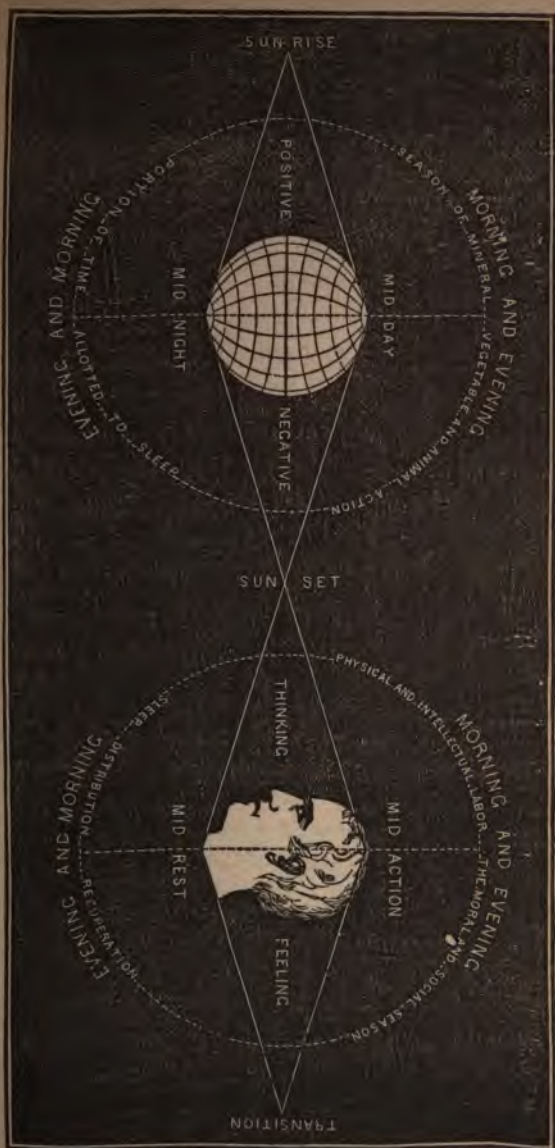 SUN RISE
MORNING AND EVENING
SEASON OF MINERAL VEGETABLE AND ANIMAL ACTION
POSITIVE
MID DAY
MID NIGHT
NEGATIVE
PORTION OF TIME ALLOTTED TO SLEEP
EVENING AND MORNING
SUN SET
MORNING AND EVENING
PHYSICAL AND INTELLECTUAL LABOR THE MORAL AND SOCIAL SEASON
THINKING
MID ACTION
MID REST
FEELING
SLEEP DISTRIBUTION RECUPERATION
EVENING AND MORNING
TRANSITION